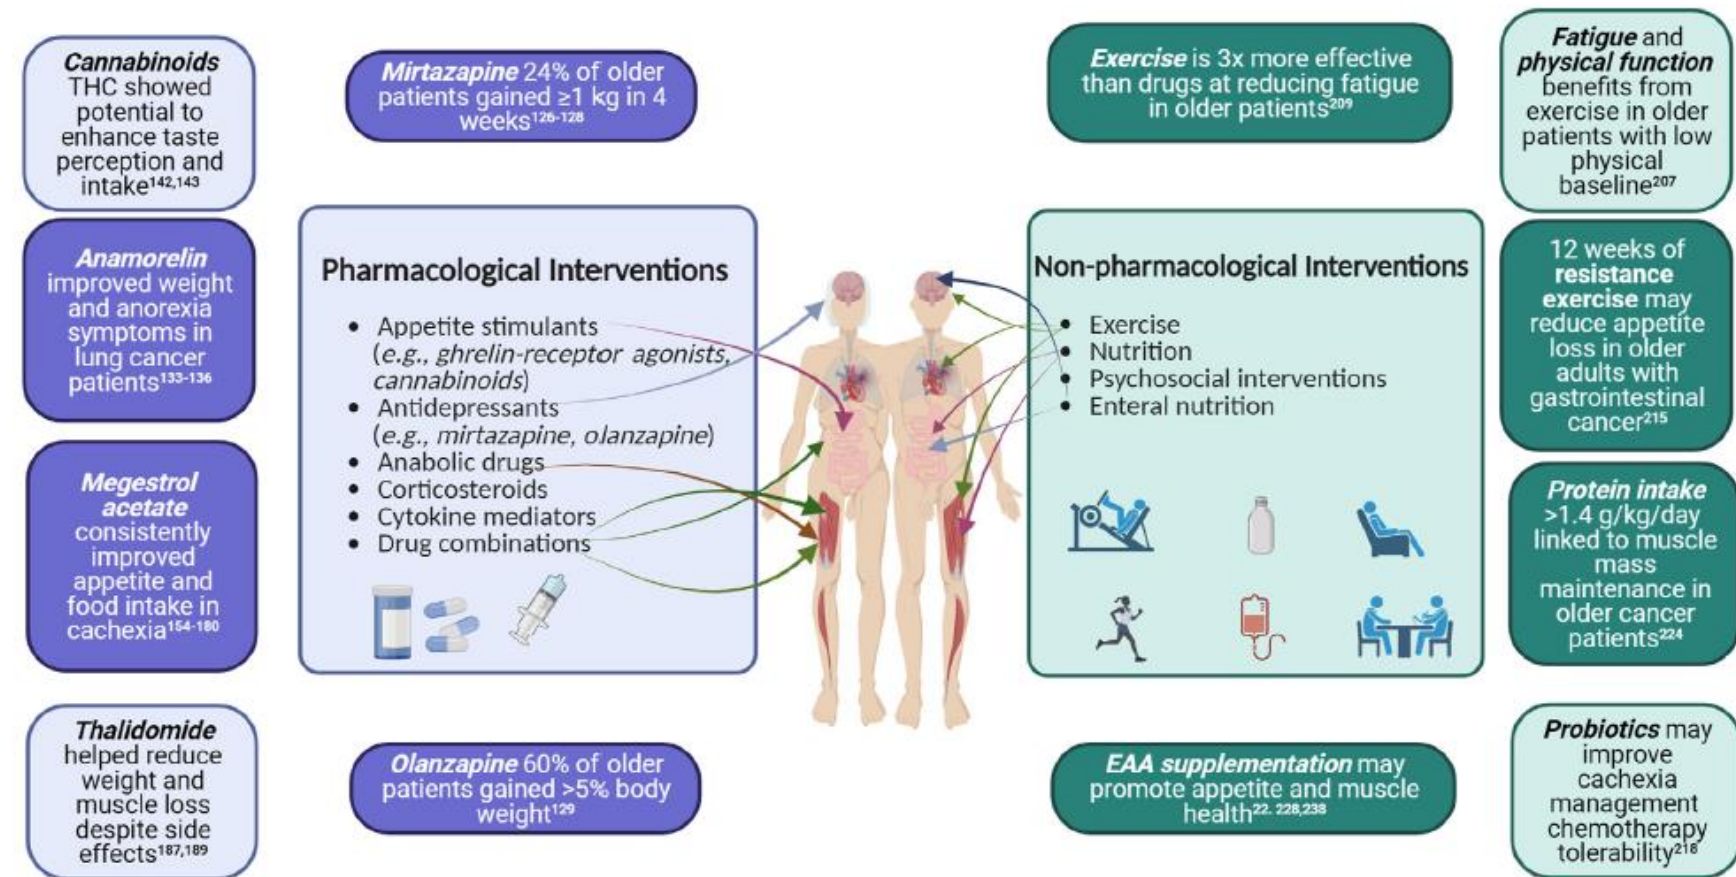 Cannabinoids
THC showed
potential to
enhance taste
perception and
intake142,143
Anamorelin
improved weight
and anorexia
symptoms in
lung cancer
patients133-136
Megestrol
acetate
consistently
improved
appetite and
food intake in
cachexia154-180
Thalidomide
helped reduce
weight and
muscle loss
despite side
effects187,189
Mirtazapine 24% of older
patients gained ≥1 kg in 4
weeks126-128
Pharmacological Interventions
• Appetite stimulants
(e.g., ghrelin-receptor agonists,
cannabinoids)
• Antidepressants
(e.g., mirtazapine, olanzapine)
• Anabolic drugs
• Corticosteroids
• Cytokine mediators
• Drug combinations
Olanzapine 60% of older
patients gained >5% body
weight129
Exercise is 3x more effective
than drugs at reducing fatigue
in older patients209
Non-pharmacological Interventions
• Exercise
• Nutrition
• Psychosocial interventions
• Enteral nutrition
EAA supplementation may
promote appetite and muscle
health22. 228,238
Fatigue and
physical function
benefits from
exercise in older
patients with low
physical
baseline207
12 weeks of
resistance
exercise may
reduce appetite
loss in older
adults with
gastrointestinal
cancer215
Protein intake
>1.4 g/kg/day
linked to muscle
mass
maintenance in
older cancer
patients224
Probiotics may
improve
cachexia
management
chemotherapy
tolerability218